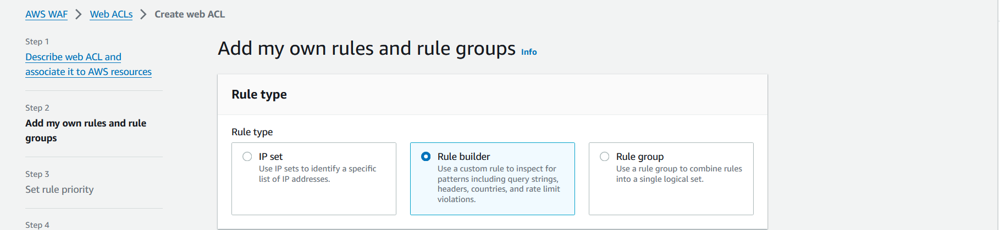 AWS WAF > Web ACLs > Create web ACL
Step 1
Describe web ACL and
associate it to AWS resources
Step 2
Add my own rules and rule
groups
Step 3
Set rule priority
Step 4
Add my own rules and rule groups Info
Rule type
Rule type
IP set
Use IP sets to identify a specific
list of IP addresses.
Rule builder
Use a custom rule to inspect for
patterns including query strings,
headers, countries, and rate limit
violations.
Rule group
Use a rule group to combine rules
into a single logical set.